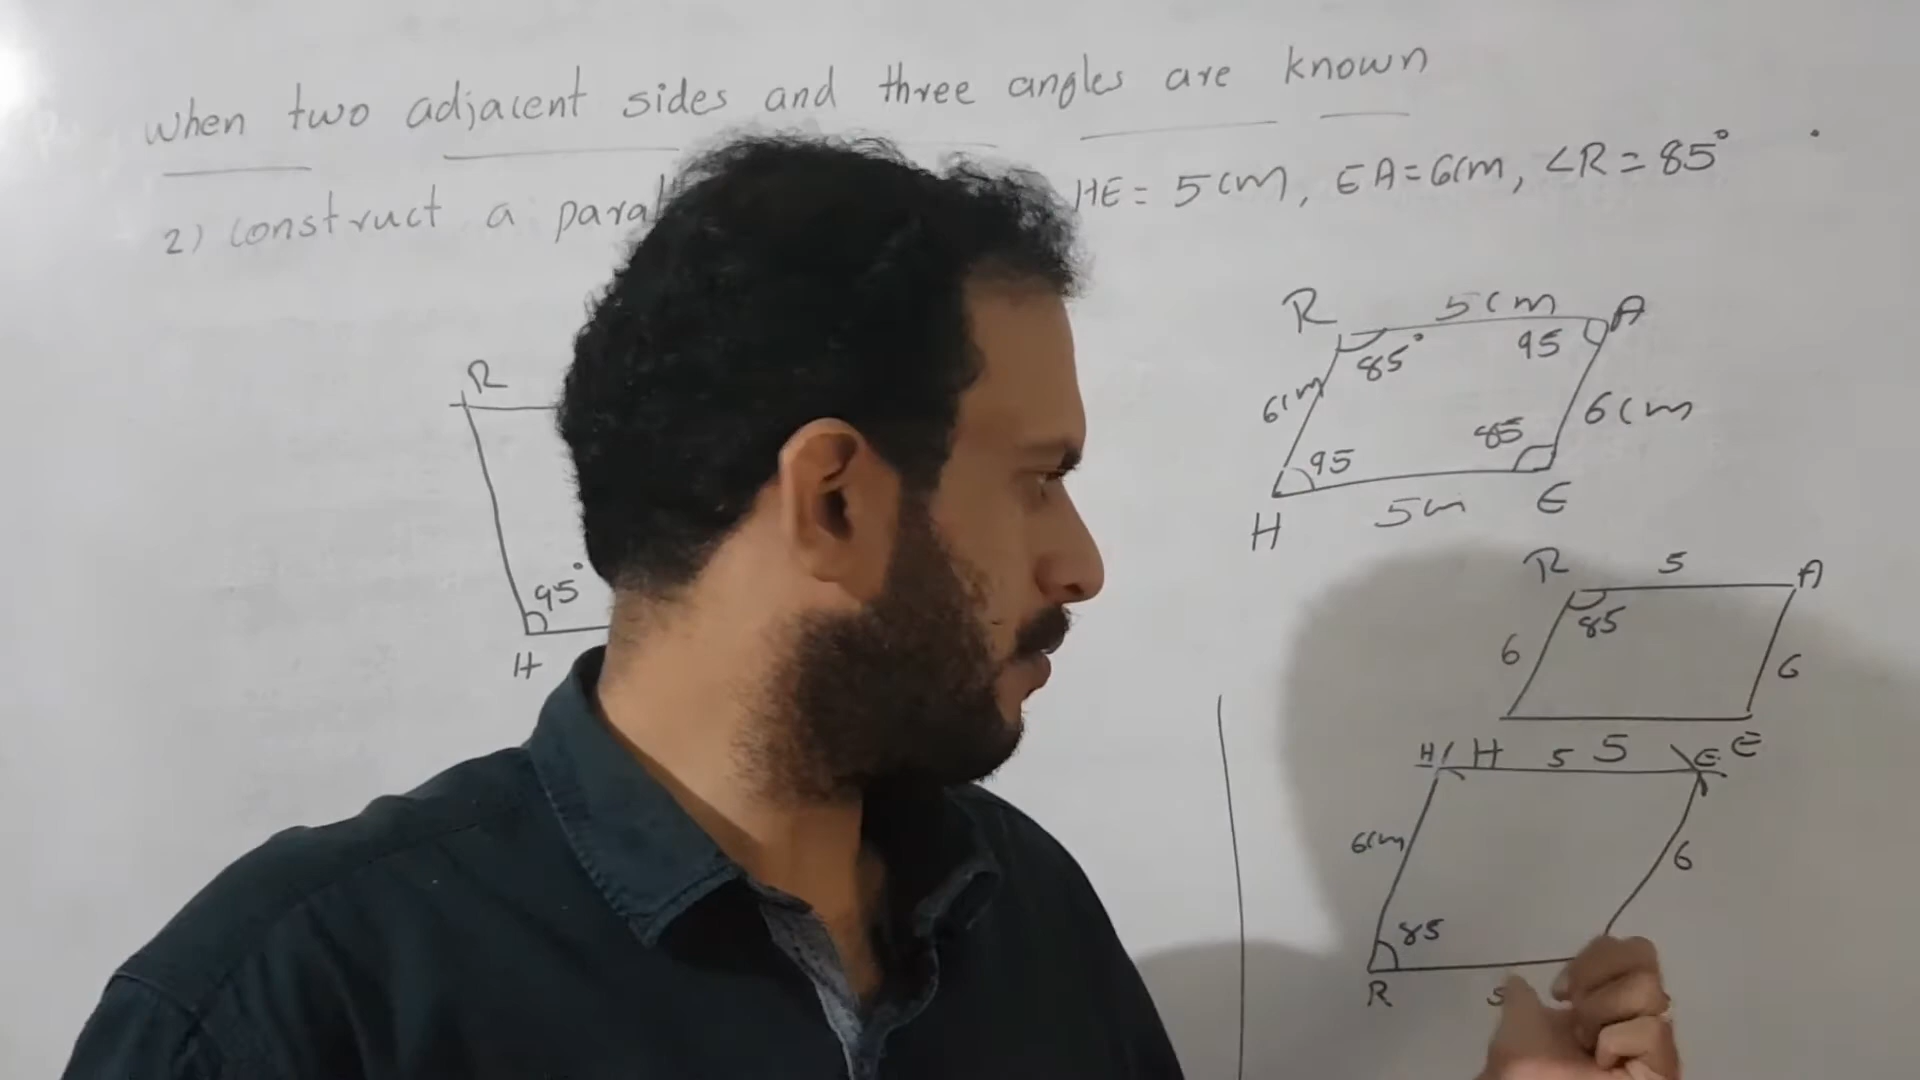 when two adjacent sides and three angles are known
2) construct a HE = 5cm, EA=6cm, ∠R = 85°
R 5cm A
85° 95
6cm 6cm
95 85
H 5cm E
R
95°
H
R 5 A
85
6 6
H 5 E
H 5 E
6cm 6
85
R 5